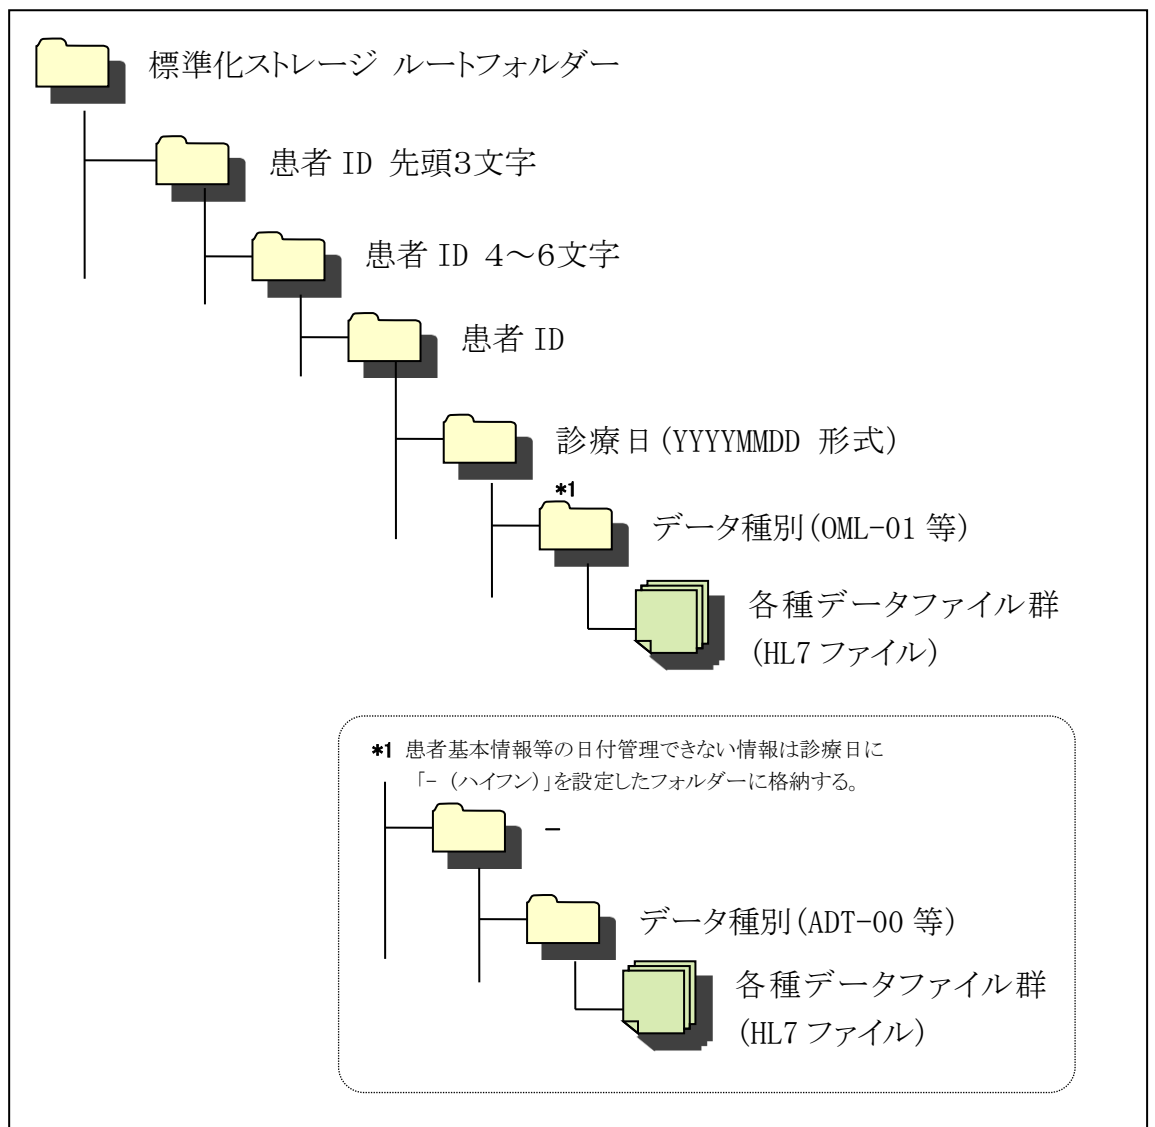 標準化ストレージ ルートフォルダー
患者 ID 先頭３文字
患者 ID ４～６文字
患者 ID
診療日(YYYYMMDD 形式)
*1
データ種別(OML-01 等)
各種データファイル群
(HL7 ファイル)
*1 患者基本情報等の日付管理できない情報は診療日に
「- (ハイフン)」を設定したフォルダーに格納する。
-
データ種別(ADT-00 等)
各種データファイル群
(HL7 ファイル)